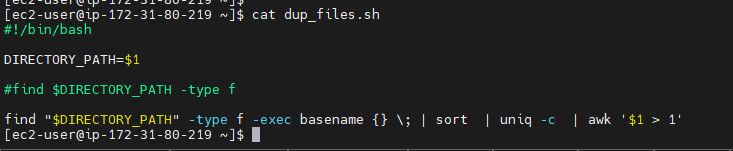 [ec2-user@ip-172-31-80-219 ~]$
[ec2-user@ip-172-31-80-219 ~]$ cat dup_files.sh
#!/bin/bash
DIRECTORY_PATH=$1
#find $DIRECTORY_PATH -type f
find "$DIRECTORY_PATH" -type f -exec basename {} \; | sort  | uniq -c  | awk '$1 > 1'
[ec2-user@ip-172-31-80-219 ~]$